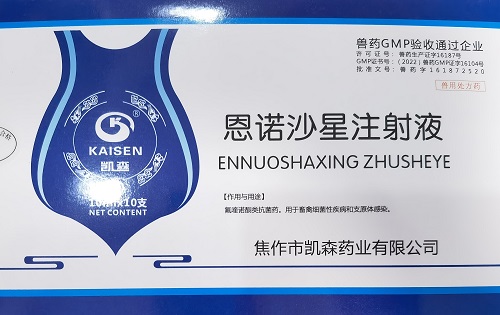 兽药GMP验收通过企业
许可证号：兽药生产证字16187号
GMP证书号：（2022）兽药GMP证字16104号
批准文号：兽药字161872520
兽用处方药
KAISEN
凯森
10支
NET CONTENT
恩诺沙星注射液
ENNUOSHAXING ZHUSHEYE
【作用与用途】
氟喹诺酮类抗菌药。用于畜禽细菌性疾病和支原体感染。
焦作市凯森药业有限公司